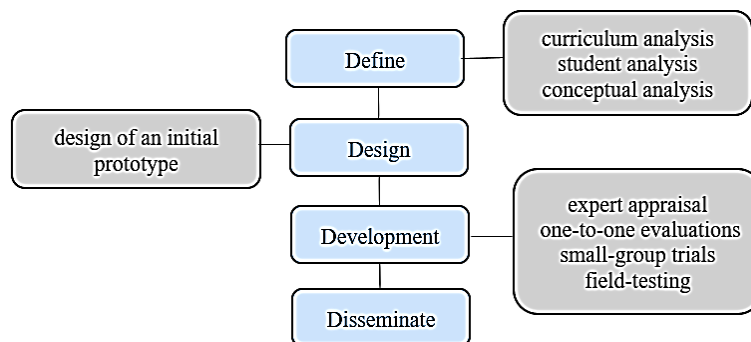 Define
curriculum analysis
student analysis
conceptual analysis
design of an initial
prototype
Design
Development
expert appraisal
one-to-one evaluations
small-group trials
field-testing
Disseminate